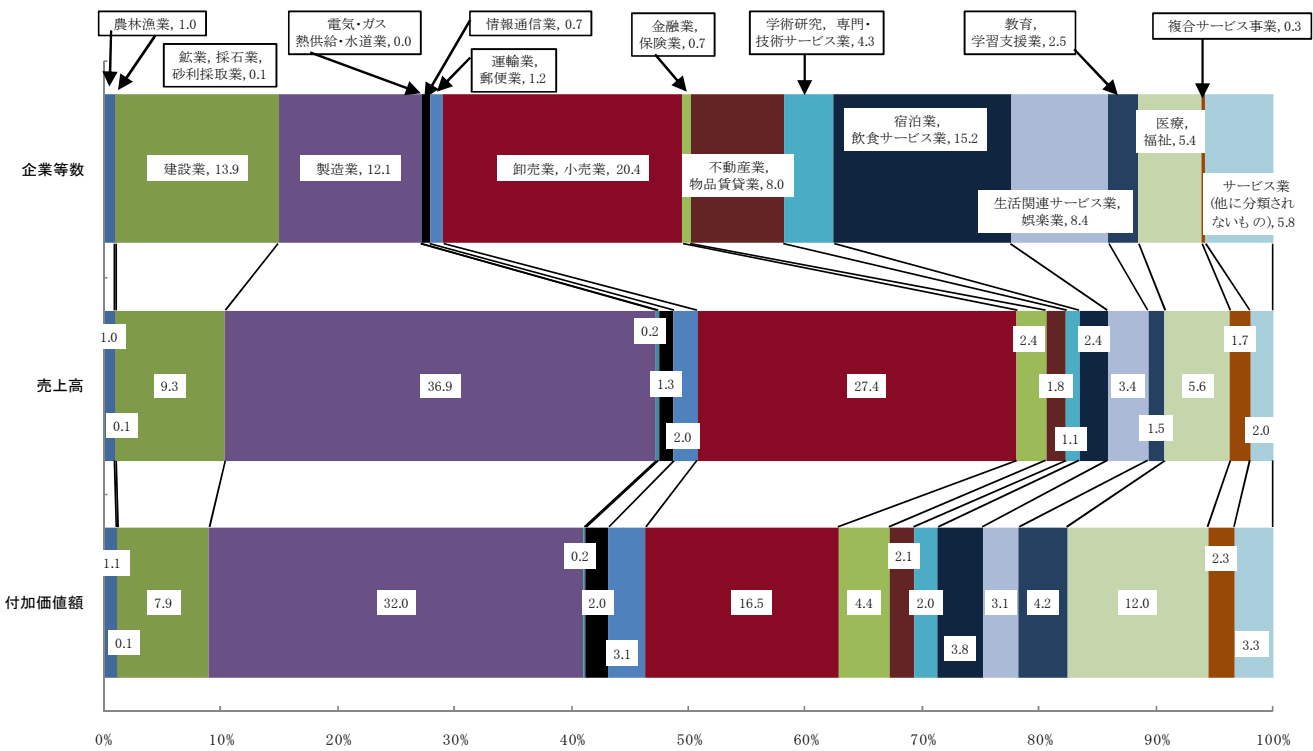 農林漁業, 1.0
鉱業, 採石業,
砂利採取業, 0.1
電気・ガス
熱供給・水道業, 0.0
情報通信業, 0.7
運輸業,
郵便業, 1.2
金融業,
保険業, 0.7
学術研究, 専門・
技術サービス業, 4.3
教育,
学習支援業, 2.5
複合サービス事業, 0.3
企業等数
建設業, 13.9
製造業, 12.1
卸売業, 小売業, 20.4
不動産業,
物品賃貸業, 8.0
宿泊業,
飲食サービス業, 15.2
生活関連サービス業,
娯楽業, 8.4
医療,
福祉, 5.4
サービス業
(他に分類され
ないもの), 5.8
売上高
1.0
0.1
9.3
36.9
0.2
1.3
2.0
27.4
2.4
1.8
1.1
2.4
3.4
1.5
5.6
1.7
2.0
付加価値額
1.1
0.1
7.9
32.0
0.2
2.0
3.1
16.5
4.4
2.1
2.0
3.8
3.1
4.2
12.0
2.3
3.3
0% 10% 20% 30% 40% 50% 60% 70% 80% 90% 100%